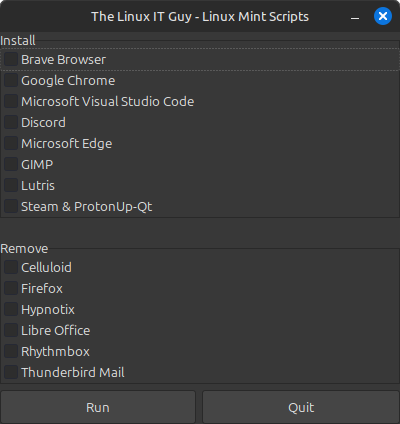 The Linux IT Guy - Linux Mint Scripts
Install
Brave Browser
Google Chrome
Microsoft Visual Studio Code
Discord
Microsoft Edge
GIMP
Lutris
Steam & ProtonUp-Qt
Remove
Celluloid
Firefox
Hypnotix
Libre Office
Rhythmbox
Thunderbird Mail
Run Quit